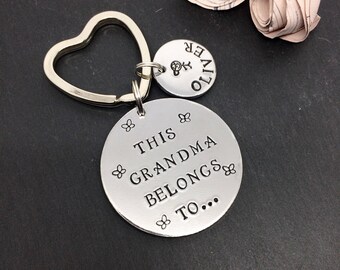 OLIVER
THIS
GRANDMA
BELONGS
TO...